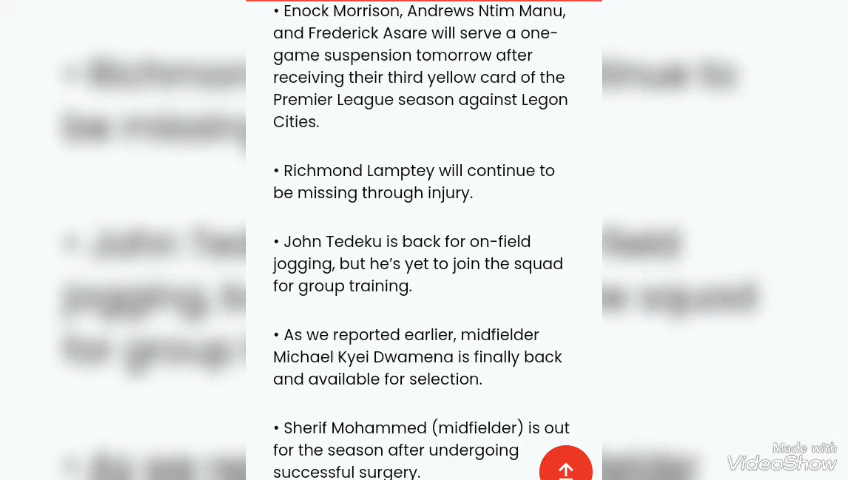 • Enock Morrison, Andrews Ntim Manu,
and Frederick Asare will serve a one-
game suspension tomorrow after
receiving their third yellow card of the
Premier League season against Legon
Cities.
• Richmond Lamptey will continue to
be missing through injury.
• John Tedeku is back for on-field
jogging, but he's yet to join the squad
for group training.
• As we reported earlier, midfielder
Michael Kyei Dwamena is finally back
and available for selection.
• Sherif Mohammed (midfielder) is out
for the season after undergoing
successful surgery.
Made with
VideoShow